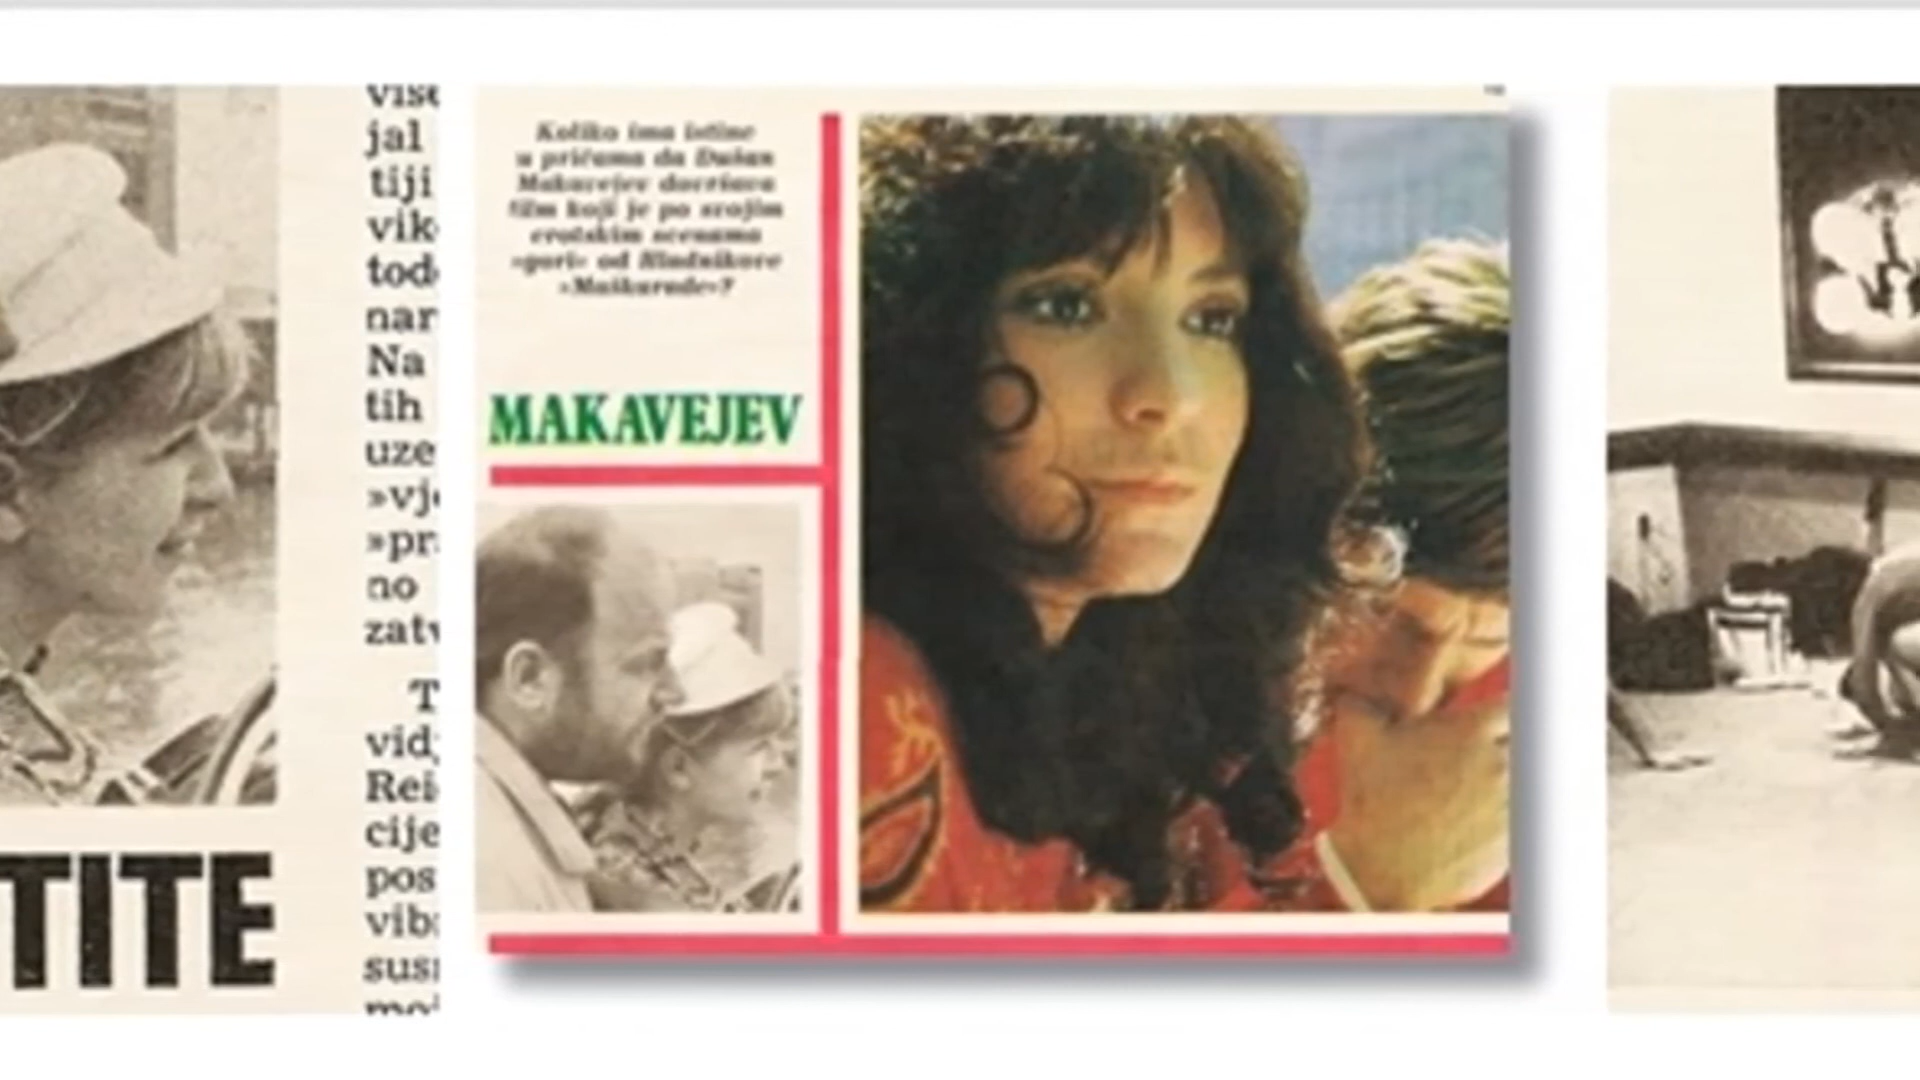 TITE
više
jal
tiji
vik
tod
nar
Na
tih
uze
»vj
»pr
no
zatv
T
vid
Rei
cije
pos
vib
sus
mo
Koliko ima istine
u pričama da Dušan
Makavejev dovršava
film koji je po svojim
erotskim scenama
»gori« od Hladnikove
»Maškarade«?
MAKAVEJEV